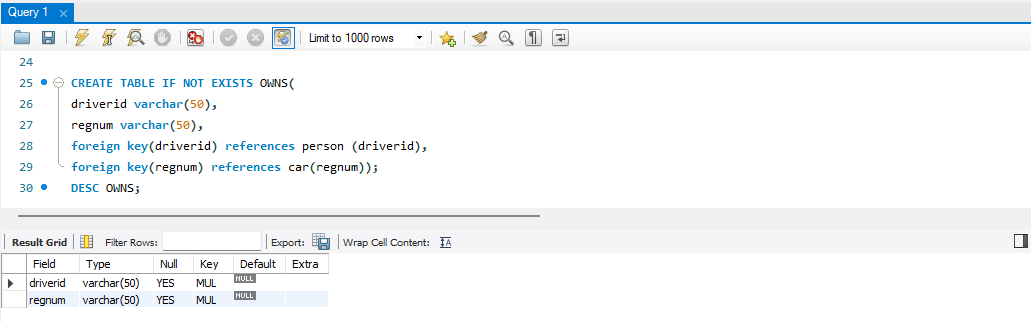 Query 1
Limit to 1000 rows
24
25 CREATE TABLE IF NOT EXISTS OWNS(
26 driverid varchar(50),
27 regnum varchar(50),
28 foreign key(driverid) references person (driverid),
29 foreign key(regnum) references car(regnum));
30 DESC OWNS;
Result Grid Filter Rows: Export: Wrap Cell Content: IA
Field Type Null Key Default Extra
driverid varchar(50) YES MUL NULL
regnum varchar(50) YES MUL NULL